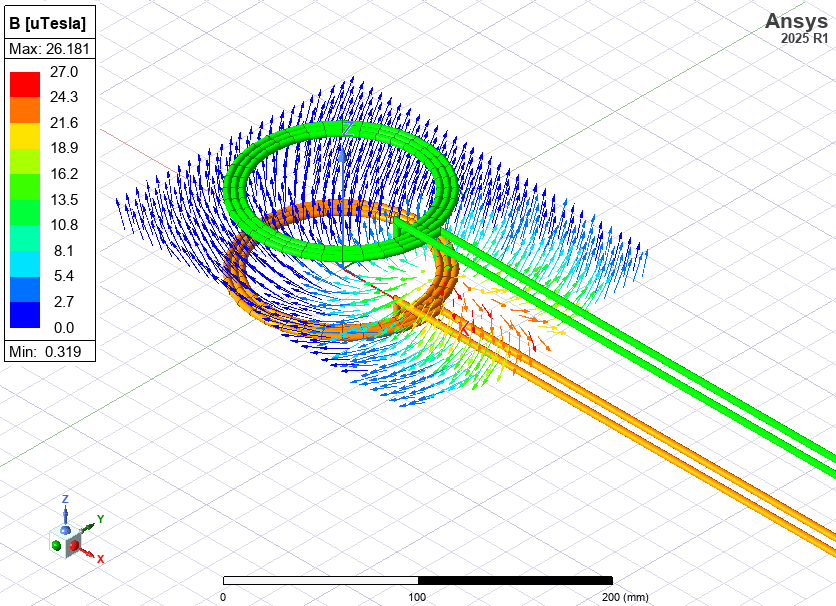 B [uTesla]
Max: 26.181
27.0
24.3
21.6
18.9
16.2
13.5
10.8
8.1
5.4
2.7
0.0
Min: 0.319
Ansys
2025 R1
Z
X
Z
Y
X
0
100
200 (mm)